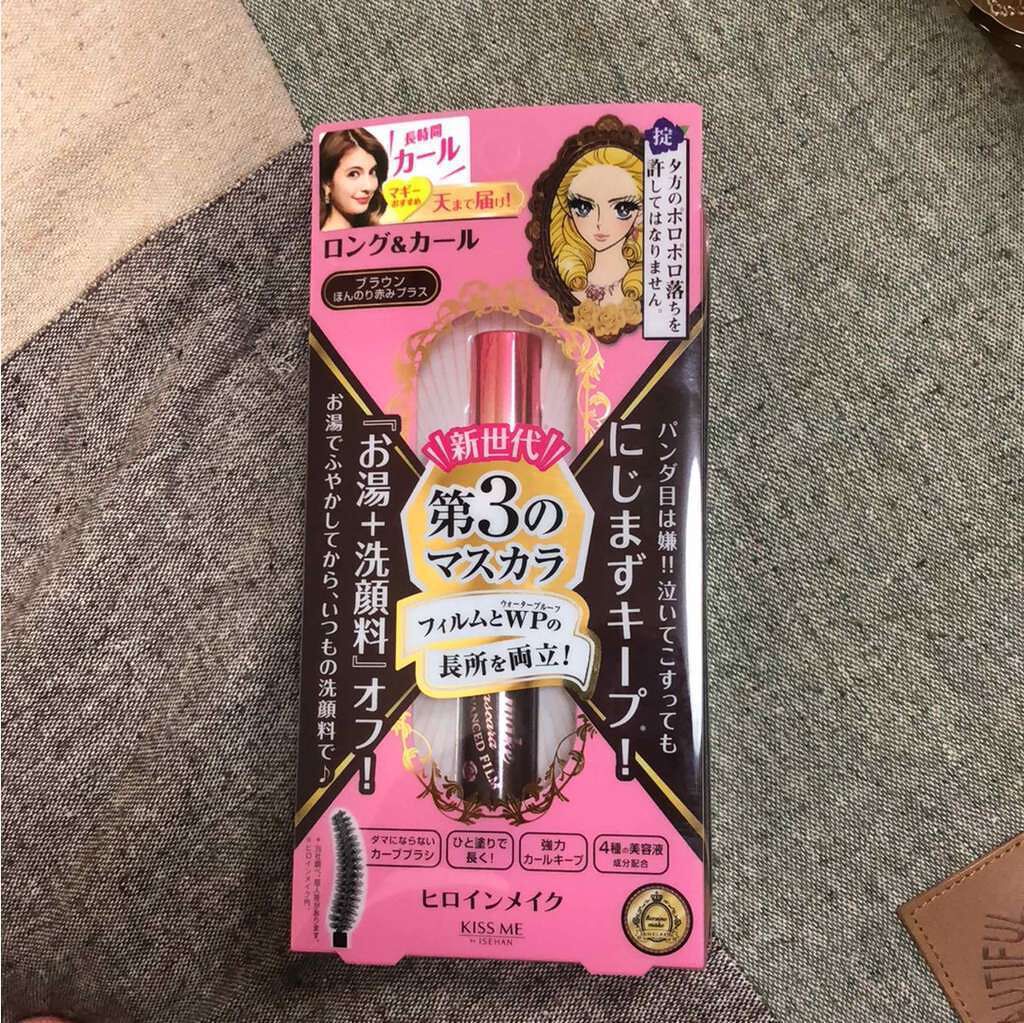 長時間
カール
マギー
おすすめ
天まで届け!
ロング&カール
ブラウン
ほんのり赤みプラス
掟
夕方のポロポロ落ちを
許してはなりません。
パンダ目は嫌!!泣いてこすっても
にじまずキープ!
新世代
第3の
マスカラ
ウォータープルーフ
フィルムとWPの
長所を両立!
『お湯+洗顔料』オフ!
お湯でふやかしてから、いつもの洗顔料で♪
mascara
ADVANCED FILM
ダマにならない
カーブブラシ
ひと塗りで
長く!
強力
カールキープ
4種の美容液
成分配合
ヒロインメイク
KISS ME
by ISEHAN
heroine
make